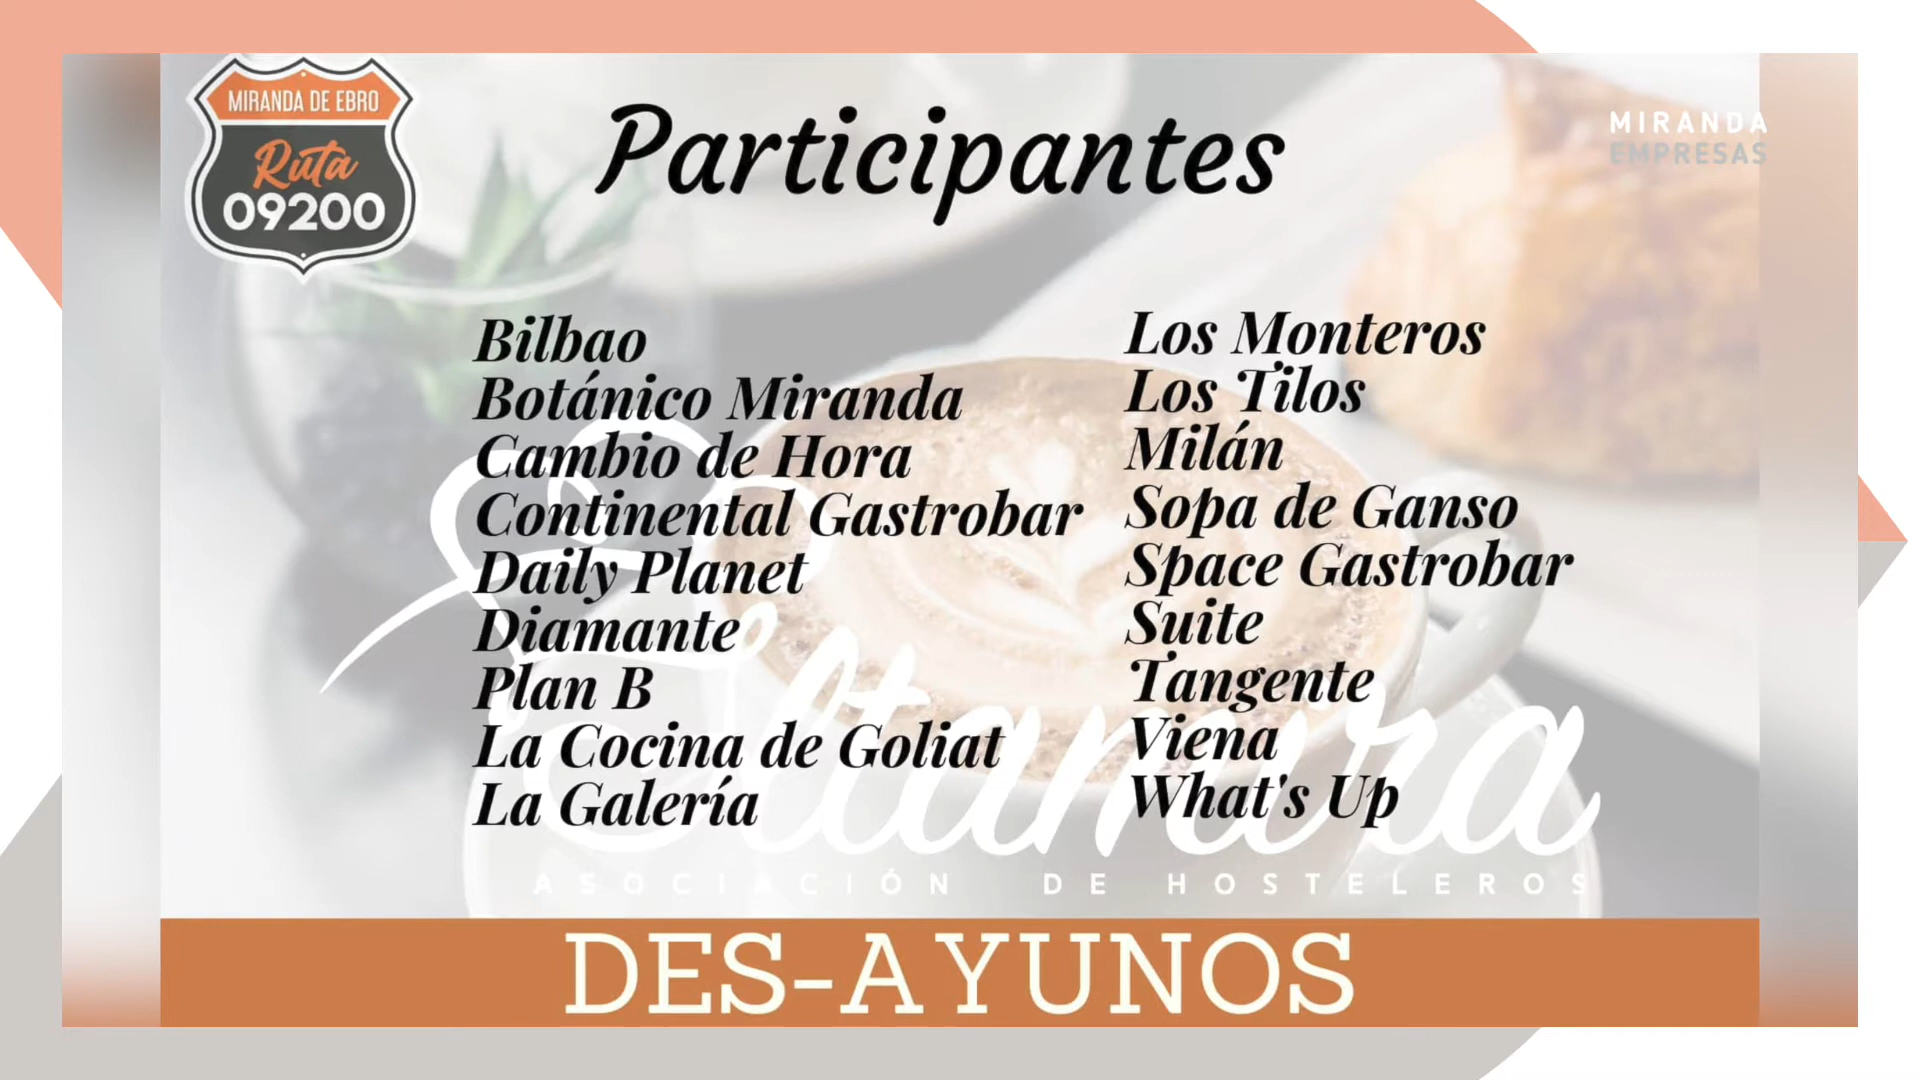 MIRANDA DE EBRO
Ruta
09200
Participantes
MIRANDA
EMPRESAS
Bilbao
Botánico Miranda
Cambio de Hora
Continental Gastrobar
Daily Planet
Diamante
Plan B
La Cocina de Goliat
La Galería
Los Monteros
Los Tilos
Milán
Sopa de Ganso
Space Gastrobar
Suite
Tangente
Viena
What's Up
Altamira
ASOCIACIÓN DE HOSTELEROS
DES-AYUNOS